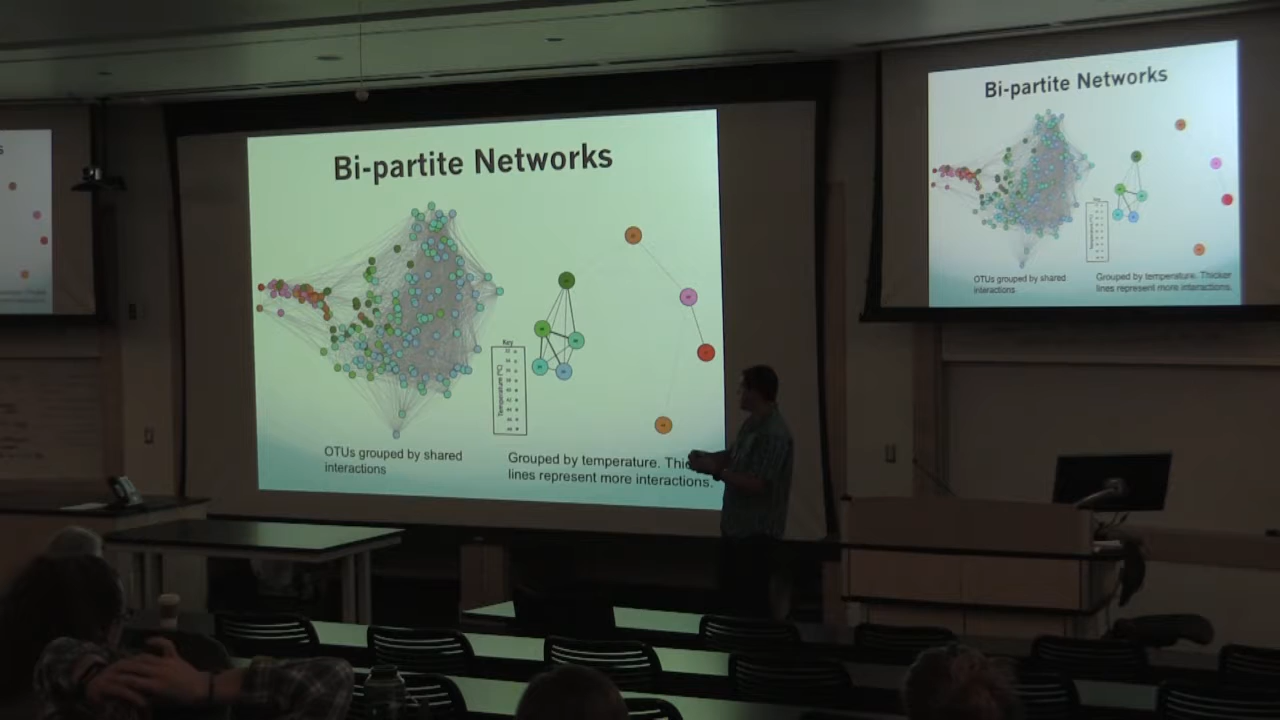 Bi-partite Networks
Key
Temperature (°C)
OTUs grouped by shared
interactions
Grouped by temperature.
lines represent more interactions.
Bi-partite Networks
Key
OTUs grouped by shared
interactions
Grouped by temperature. Thicker
lines represent more interactions.
s